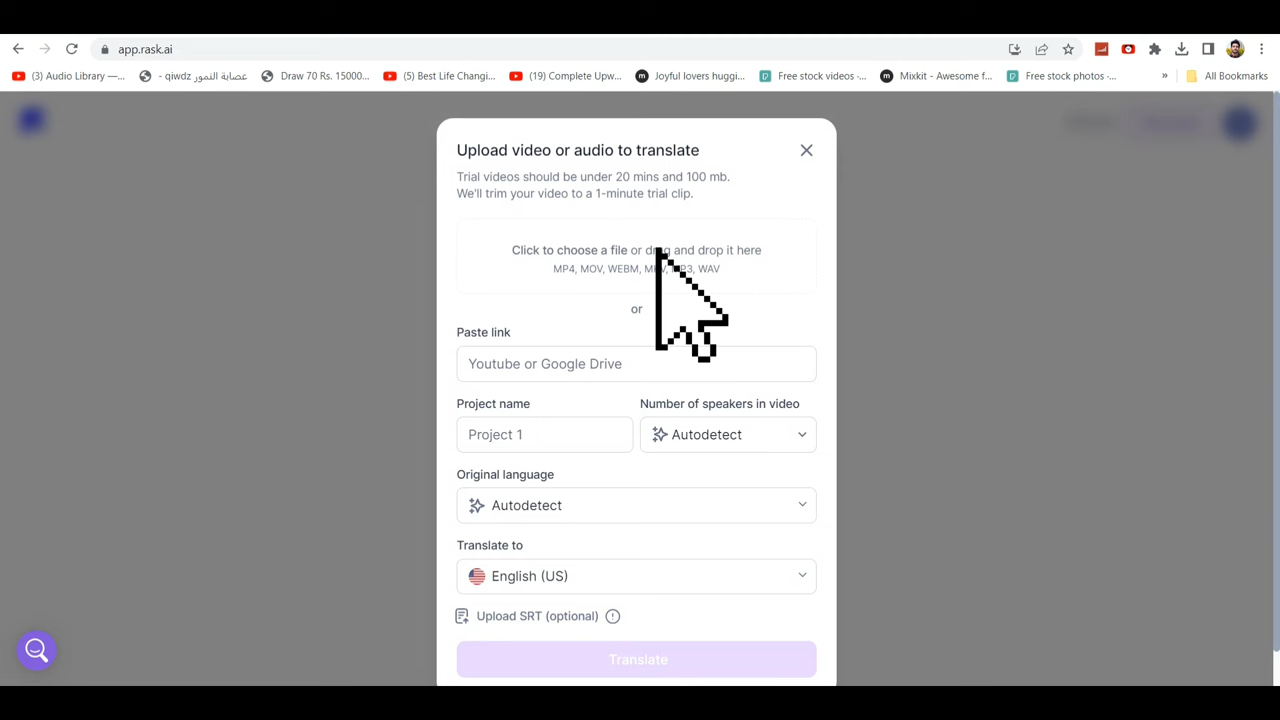 app.rask.ai
(3) Audio Library —...
عصابة النمور qiwdz -
Draw 70 Rs. 15000...
(5) Best Life Changi...
(19) Complete Upw...
Joyful lovers huggi...
Free stock videos -...
Mixkit - Awesome f...
Free stock photos ·...
»
All Bookmarks
Upload video or audio to translate
Trial videos should be under 20 mins and 100 mb.
We'll trim your video to a 1-minute trial clip.
Click to choose a file or drag and drop it here
MP4, MOV, WEBM, MKV, MP3, WAV
or
Paste link
Youtube or Google Drive
Project name
Number of speakers in video
Project 1
Autodetect
Original language
Autodetect
Translate to
English (US)
Upload SRT (optional)
Translate